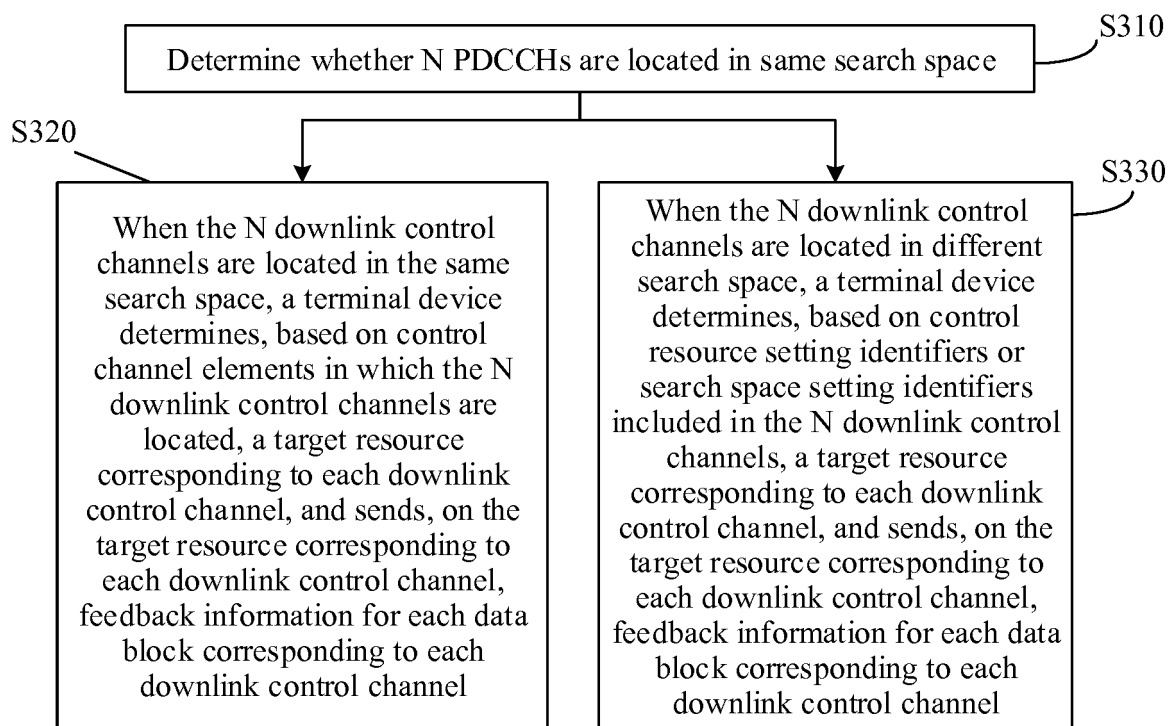 S310
Determine whether N PDCCHs are located in same search space
S320
When the N downlink control
channels are located in the same
search space, a terminal device
determines, based on control
channel elements in which the N
downlink control channels are
located, a target resource
corresponding to each downlink
control channel, and sends, on the
target resource corresponding to
each downlink control channel,
feedback information for each data
block corresponding to each
downlink control channel
S330
When the N downlink control
channels are located in different
search space, a terminal device
determines, based on control
resource setting identifiers or
search space setting identifiers
included in the N downlink control
channels, a target resource
corresponding to each downlink
control channel, and sends, on the
target resource corresponding to
each downlink control channel,
feedback information for each data
block corresponding to each
downlink control channel